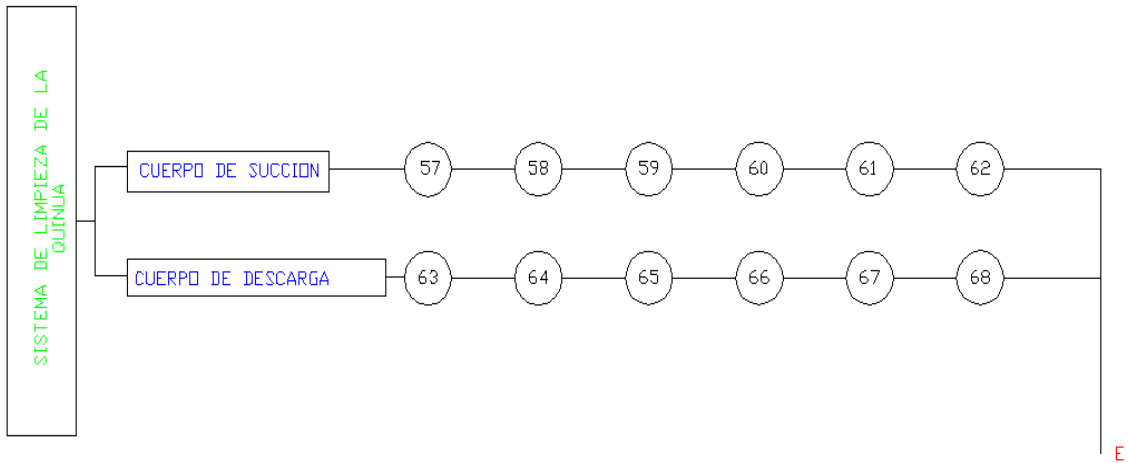 SISTEMA DE LIMPIEZA DE LA
QUINUA
CUERPO DE SUCCION
57 58 59 60 61 62
CUERPO DE DESCARGA
63 64 65 66 67 68
E